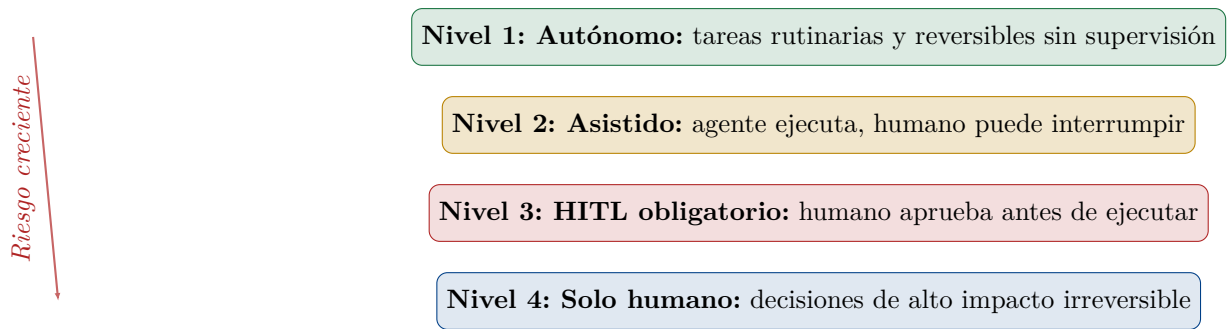 Nivel 1: Autónomo: tareas rutinarias y reversibles sin supervisión
Riesgo creciente
Nivel 2: Asistido: agente ejecuta, humano puede interrumpir
Nivel 3: HITL obligatorio: humano aprueba antes de ejecutar
Nivel 4: Solo humano: decisiones de alto impacto irreversible